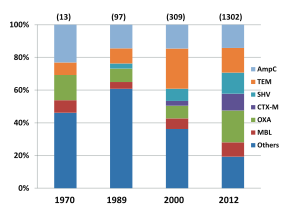 (13) (97) (309) (1302)
100%
80%
60%
40%
20%
0%
AmpC
TEM
SHV
CTX-M
OXA
MBL
Others
1970 1989 2000 2012